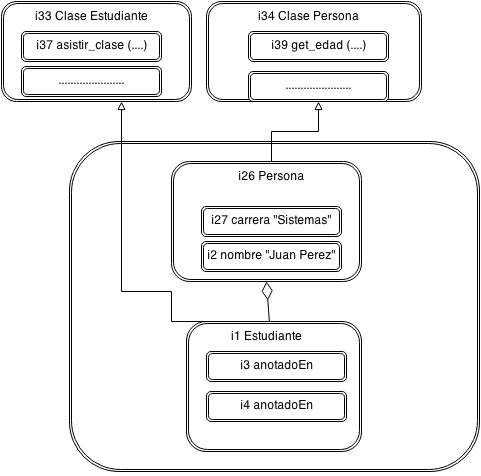 i33 Clase Estudiante
i37 asistir_clase (....)
......................
i34 Clase Persona
i39 get_edad (....)
......................
i26 Persona
i27 carrera "Sistemas"
i2 nombre "Juan Perez"
i1 Estudiante
i3 anotadoEn
i4 anotadoEn